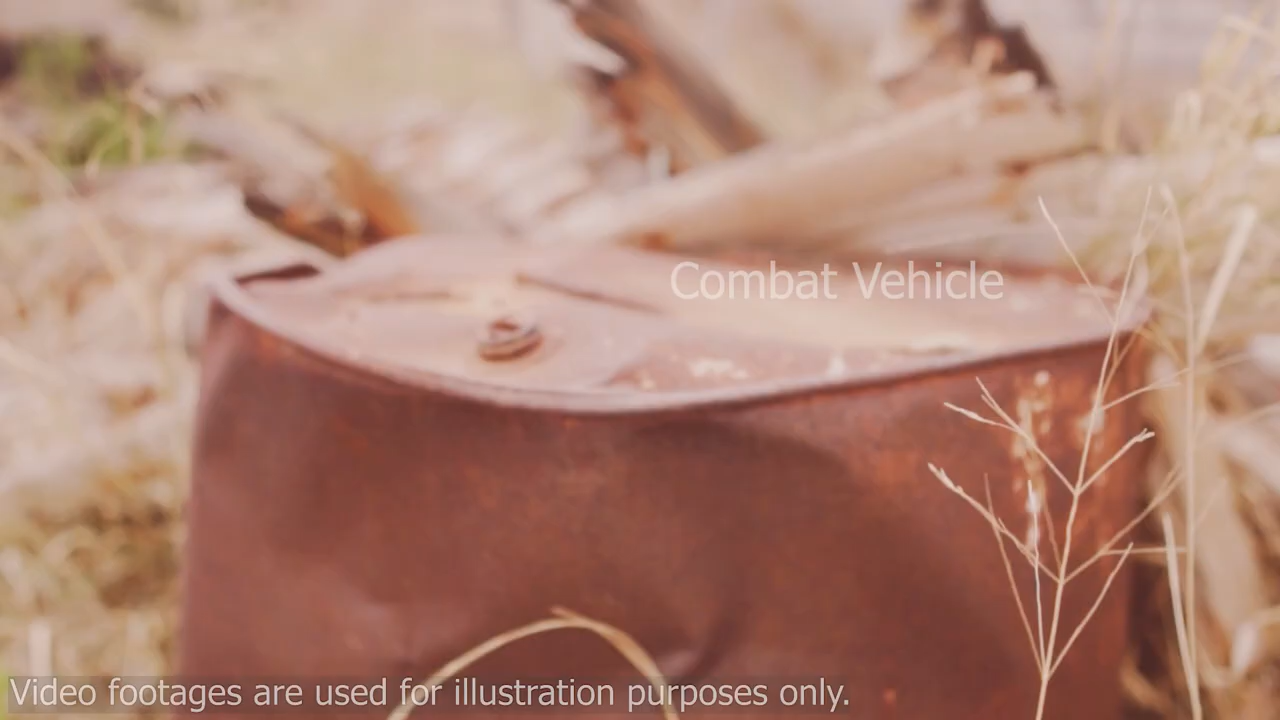 Combat Vehicle
Video footages are used for illustration purposes only.